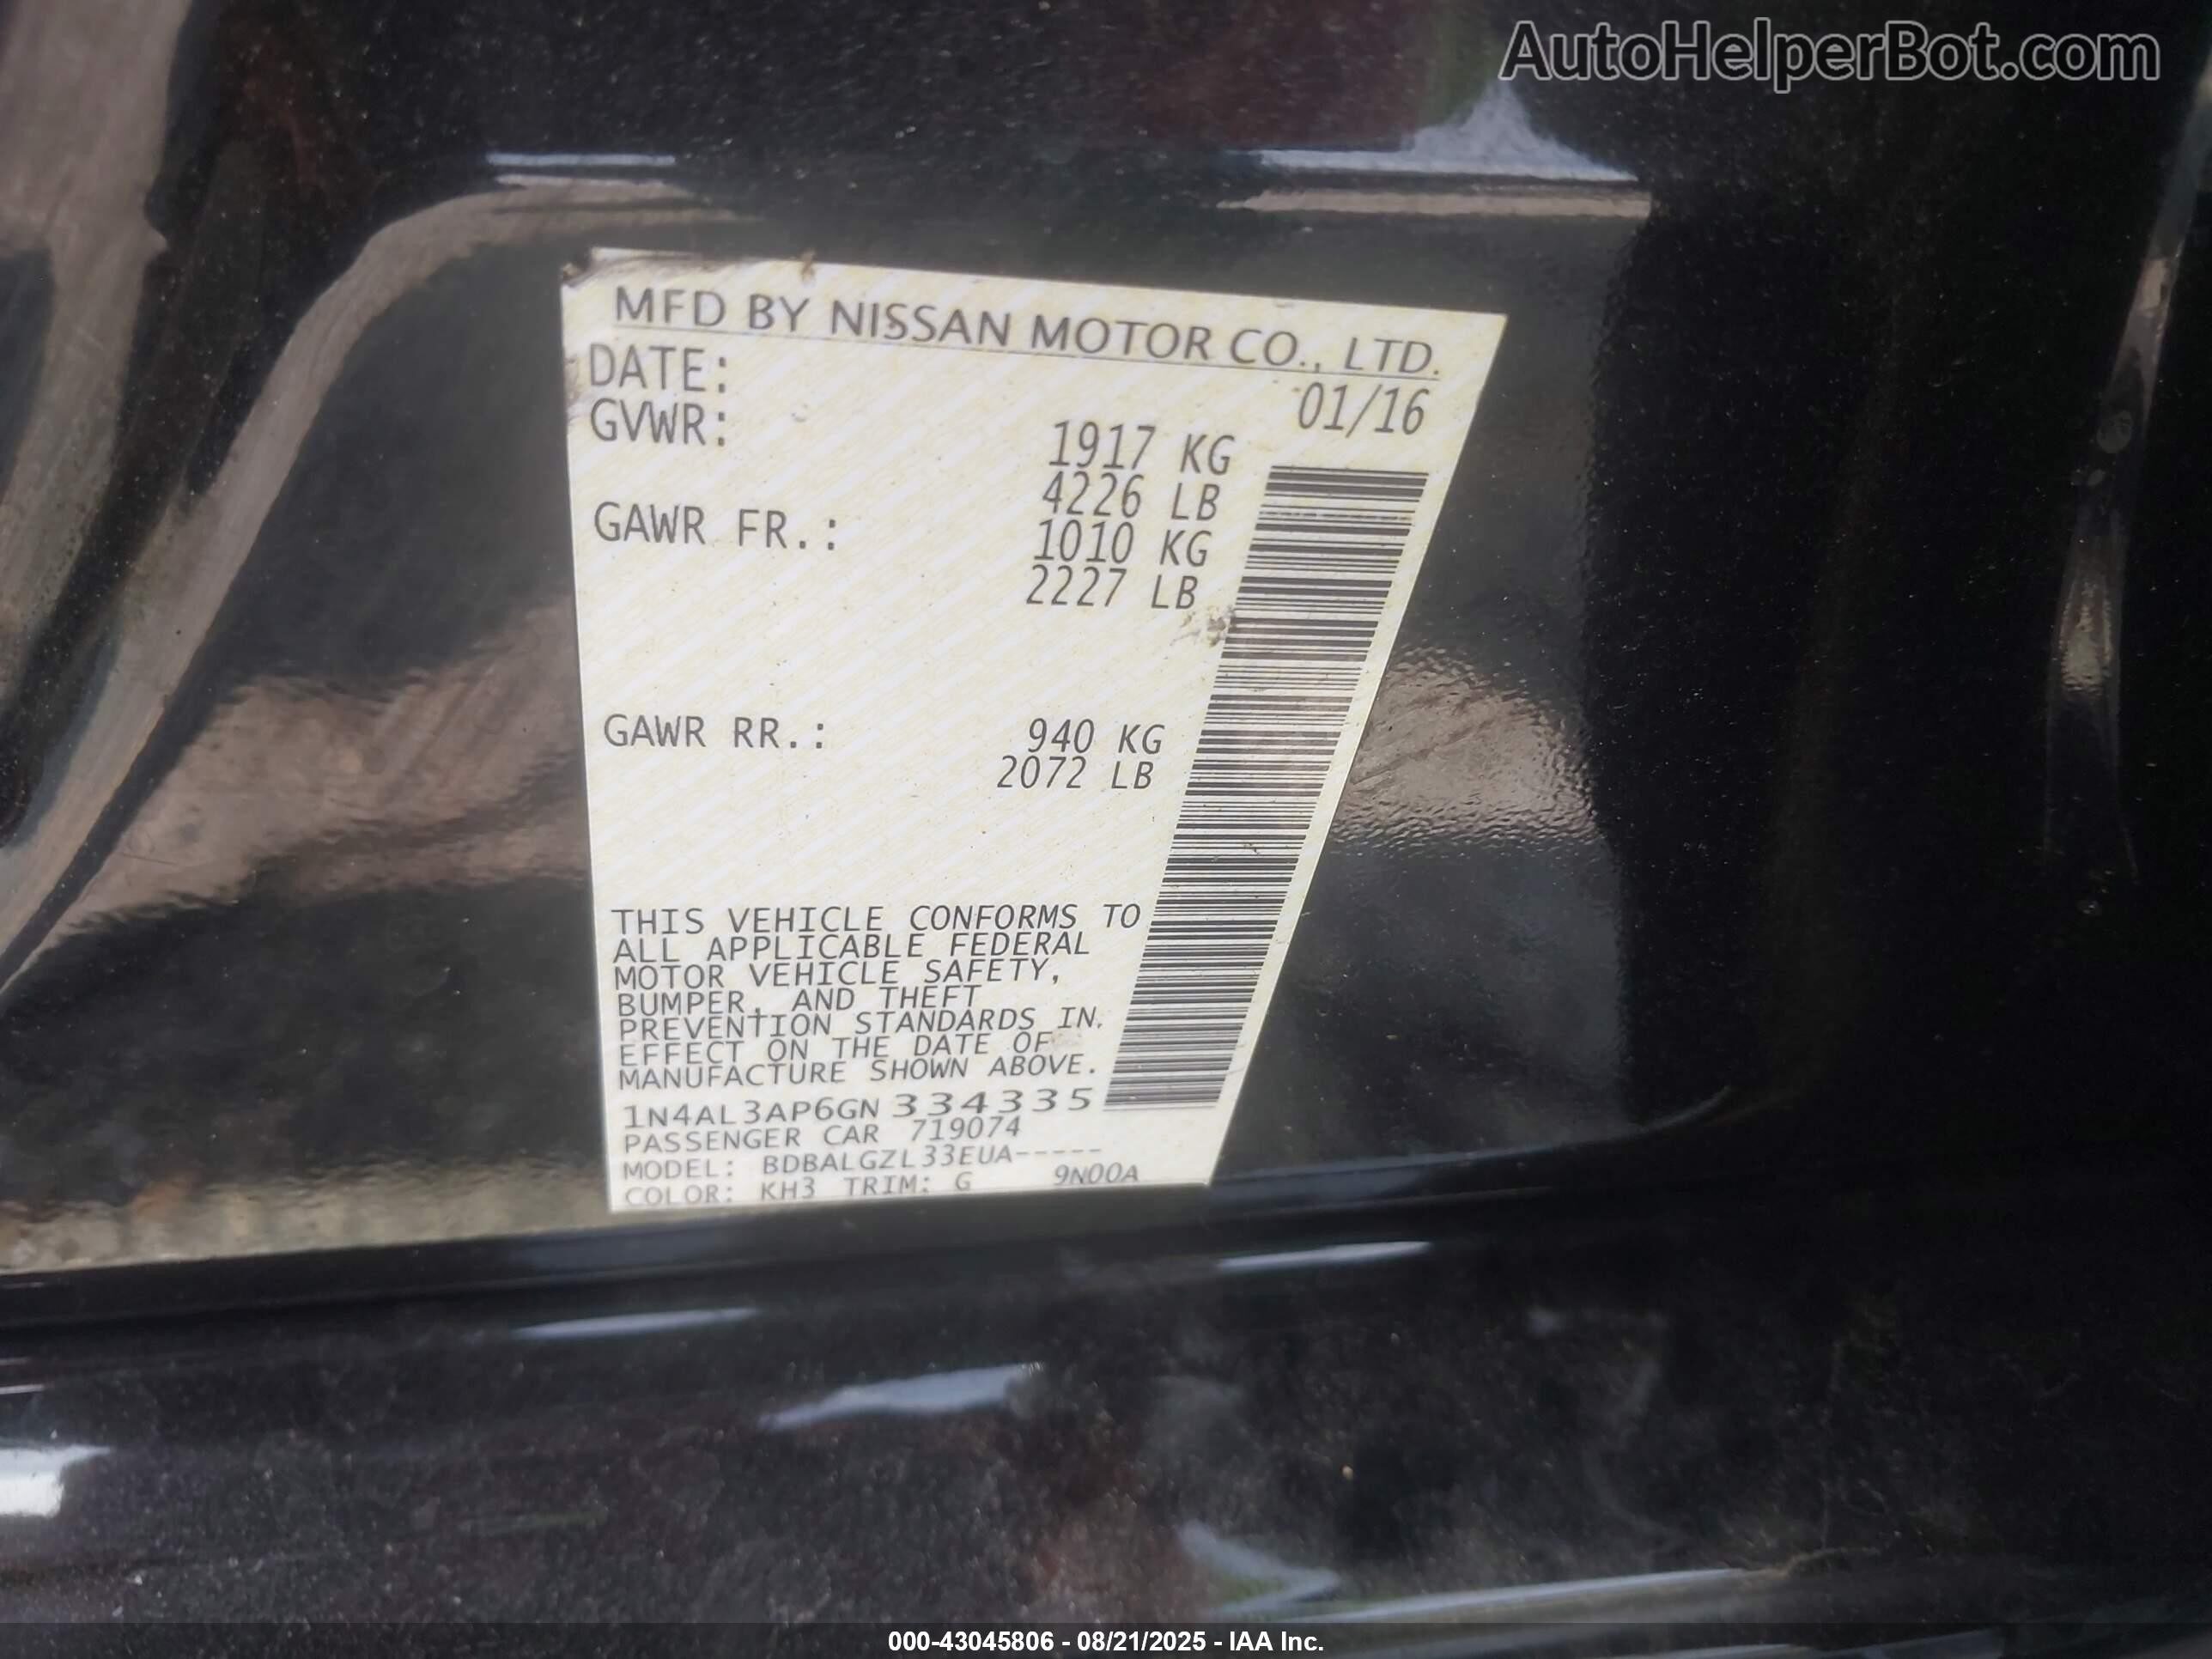 AutoHelperBot.com
MFD BY NISSAN MOTOR CO., LTD.
DATE: 01/16
GVWR: 1917 KG
4226 LB
GAWR FR.: 1010 KG
2227 LB
GAWR RR.: 940 KG
2072 LB
THIS VEHICLE CONFORMS TO
ALL APPLICABLE FEDERAL
MOTOR VEHICLE SAFETY,
BUMPER, AND THEFT
PREVENTION STANDARDS IN
EFFECT ON THE DATE OF
MANUFACTURE SHOWN ABOVE.
1N4AL3AP6GN334335
PASSENGER CAR 719074
MODEL: BDBALGZL33EUA-----
COLOR: KH3 TRIM: G 9N00A
000-43045806 - 08/21/2025 - IAA Inc.